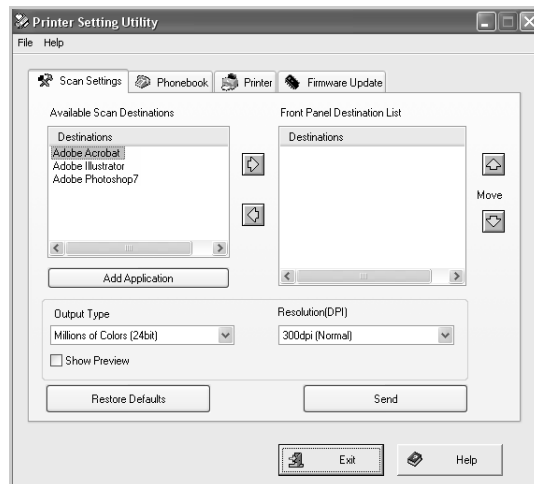 Printer Setting Utility
File Help
Scan Settings Phonebook Printer Firmware Update
Available Scan Destinations Front Panel Destination List
Destinations Destinations
Adobe Acrobat
Adobe Illustrator
Adobe Photoshop7
Move
Add Application
Output Type Resolution(DPI)
Millions of Colors (24bit) 300dpi (Normal)
Show Preview
Restore Defaults Send
Exit Help